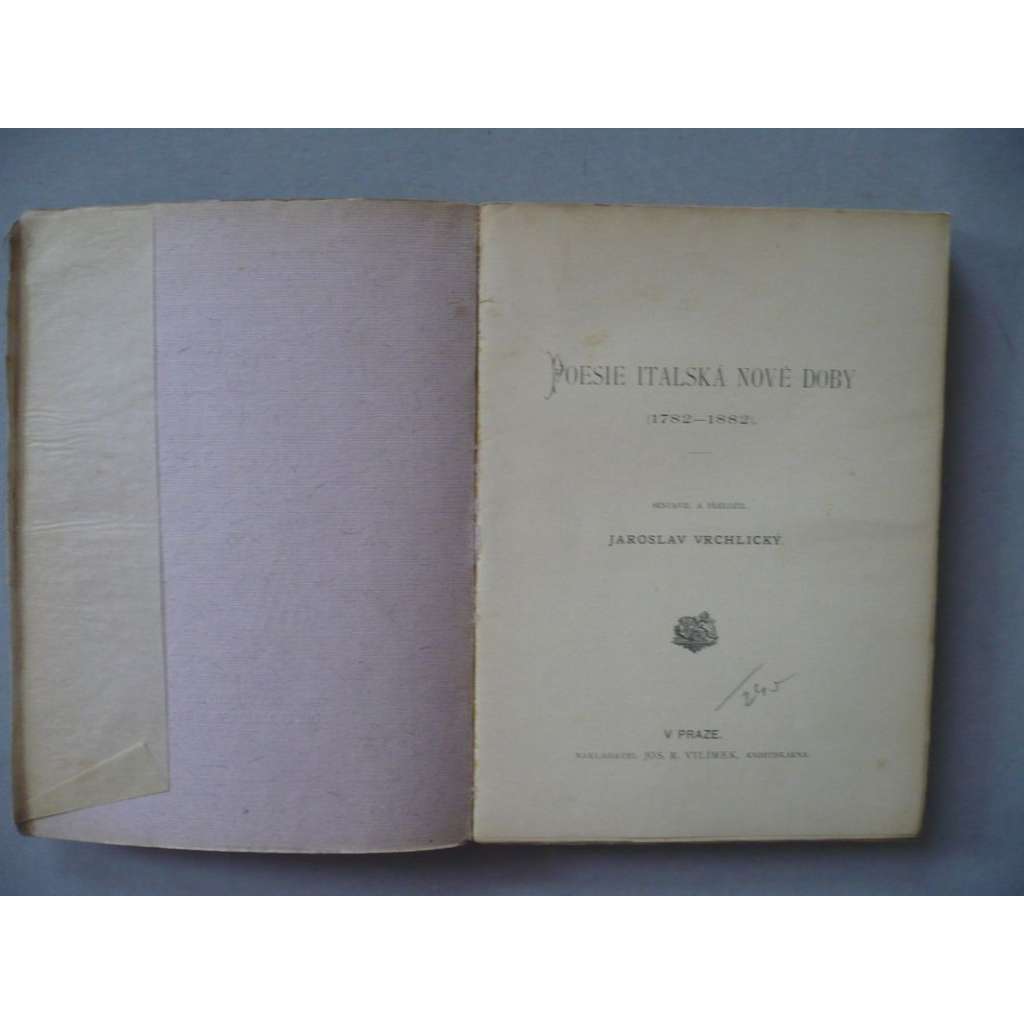 POESIE ITALSKÁ NOVÉ DOBY
(1782—1882).
SESTAVIL A PŘELOŽIL
JAROSLAV VRCHLICKÝ
V PRAZE.
NAKLADATEL JOS. R. VILÍMEK, KNIHTISKÁRNA.